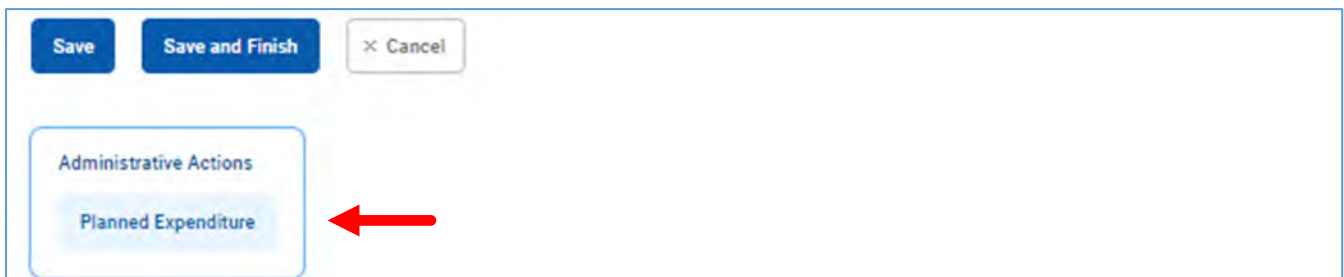 Save Save and Finish × Cancel
Administrative Actions
Planned Expenditure